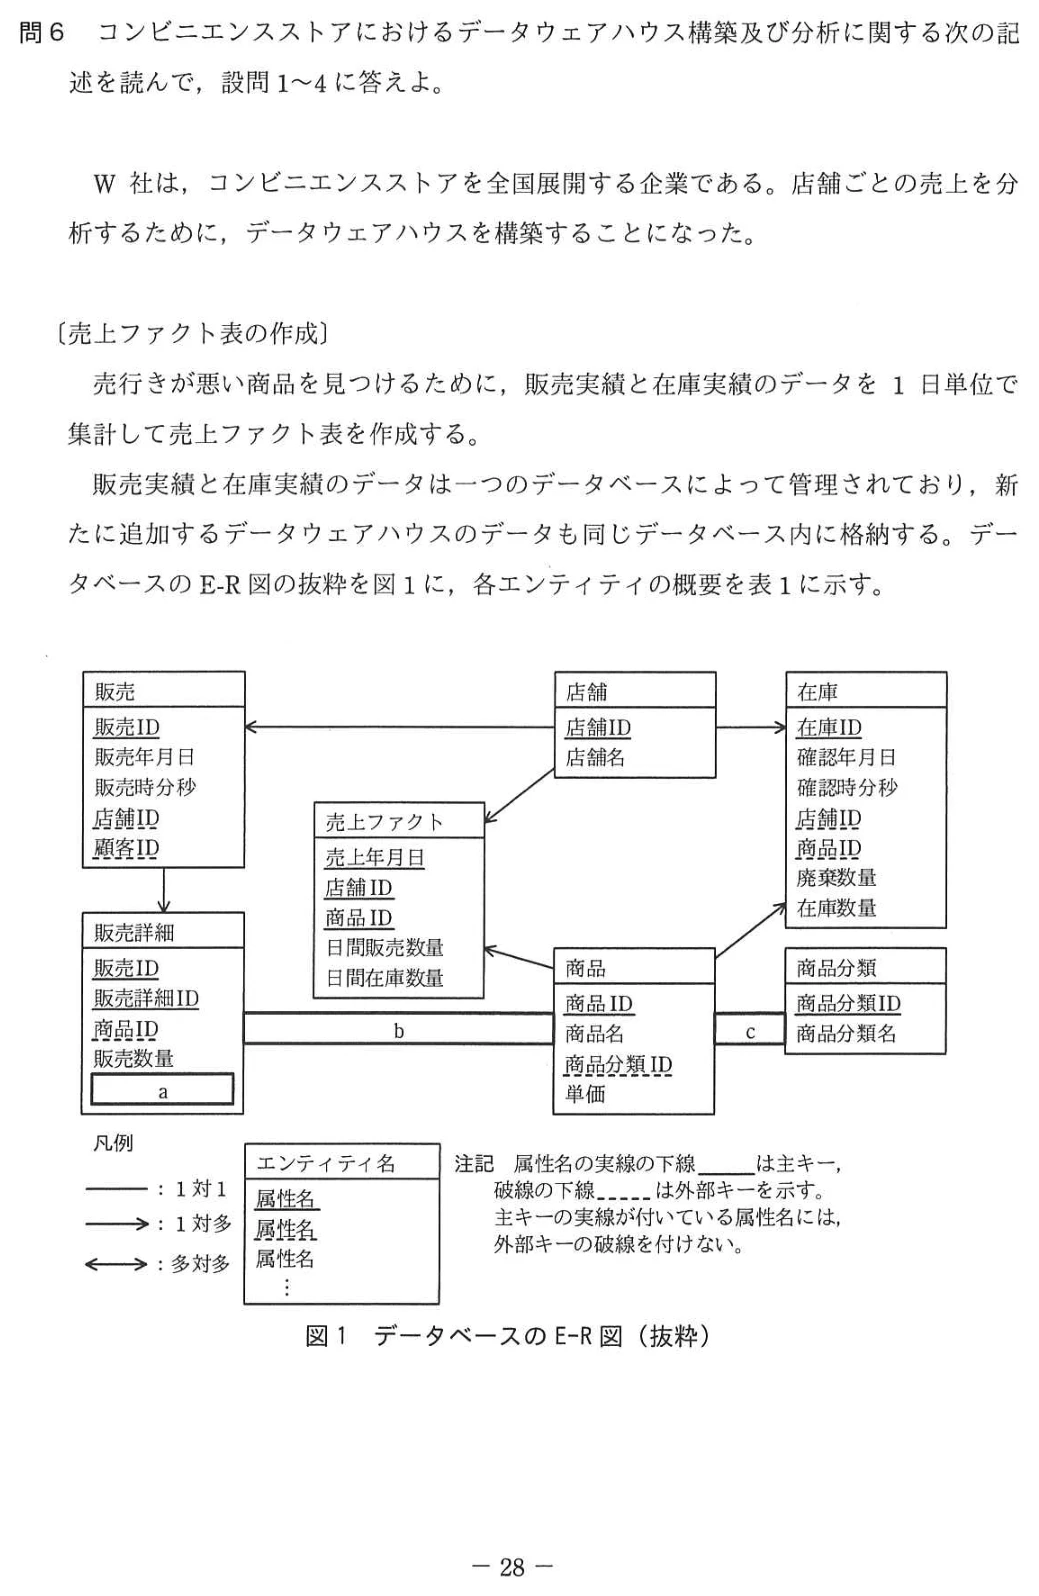 問6 コンビニエンスストアにおけるデータウェアハウス構築及び分析に関する次の記
述を読んで，設問1～4に答えよ。
W 社は，コンビニエンスストアを全国展開する企業である。店舗ごとの売上を分
析するために，データウェアハウスを構築することになった。
〔売上ファクト表の作成〕
売行きが悪い商品を見つけるために，販売実績と在庫実績のデータを 1 日単位で
集計して売上ファクト表を作成する。
販売実績と在庫実績のデータは一つのデータベースによって管理されており，新
たに追加するデータウェアハウスのデータも同じデータベース内に格納する。デー
タベースの E-R 図の抜粋を図 1 に，各エンティティの概要を表 1 に示す。
販売
販売ID
販売年月日
販売時分秒
店舗ID
顧客ID
店舗
店舗ID
店舗名
在庫
在庫ID
確認年月日
確認時分秒
店舗ID
商品ID
廃棄数量
在庫数量
売上ファクト
売上年月日
店舗ID
商品ID
日間販売数量
日間在庫数量
販売詳細
販売ID
販売詳細ID
商品ID
販売数量
a
b
商品
商品ID
商品名
商品分類ID
単価
c
商品分類
商品分類ID
商品分類名
凡例
：1対1
：1対多
：多対多
エンティティ名
属性名
属性名
属性名
⋮
注記 属性名の実線の下線＿＿＿は主キー，
破線の下線-----は外部キーを示す。
主キーの実線が付いている属性名には，
外部キーの破線を付けない。
図1 データベースのE-R図（抜粋）
－ 28 －